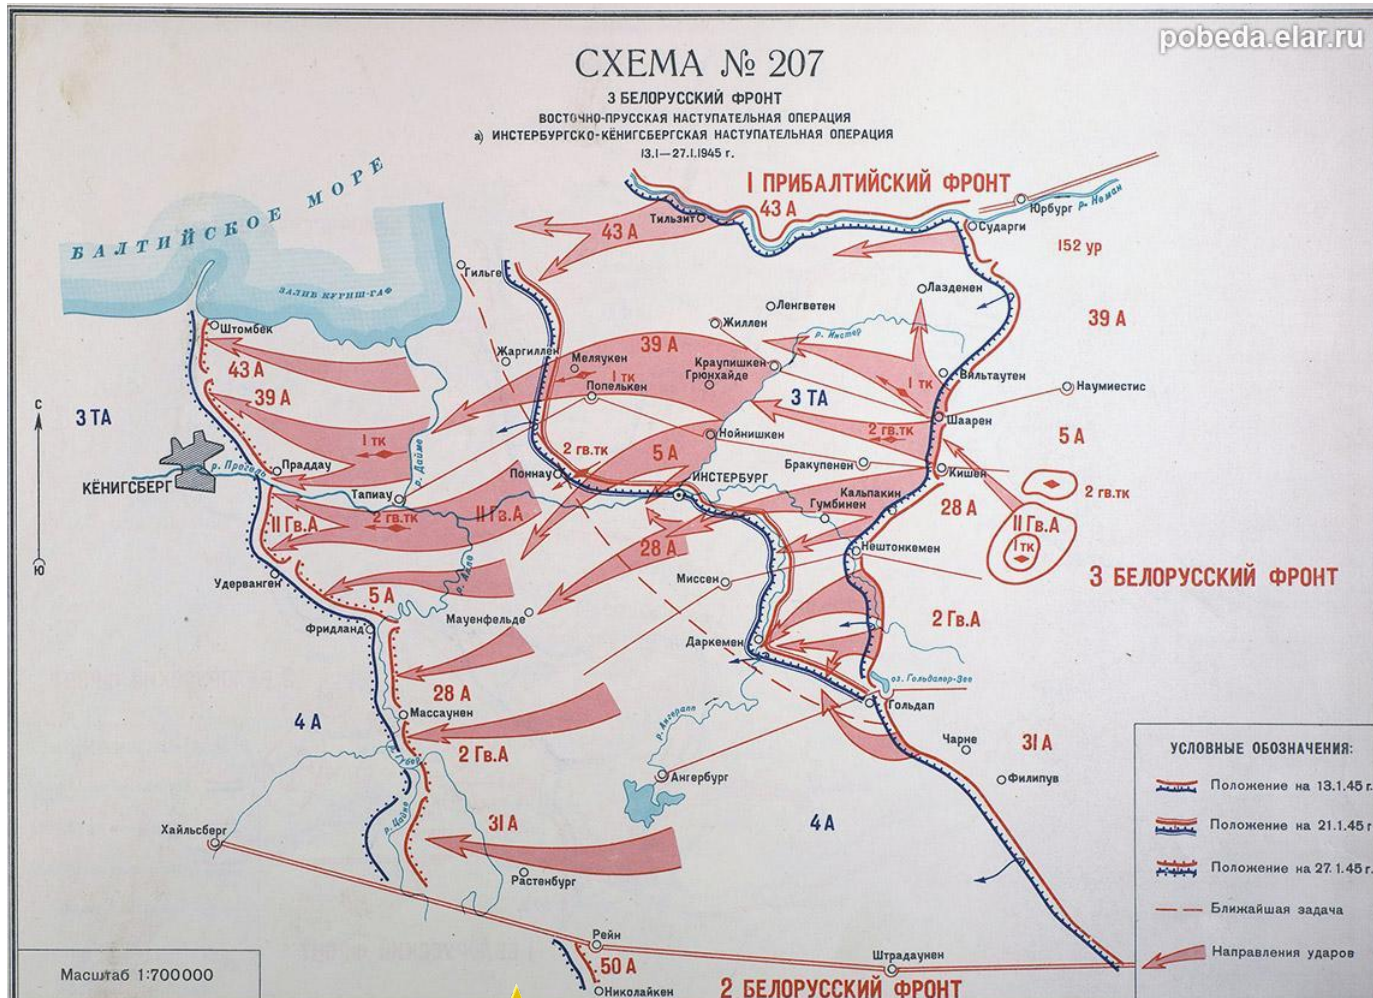 pobeda.elar.ru
СХЕМА № 207
3 БЕЛОРУССКИЙ ФРОНТ
ВОСТОЧНО-ПРУССКАЯ НАСТУПАТЕЛЬНАЯ ОПЕРАЦИЯ
а) ИНСТЕРБУРГСКО-КЁНИГСБЕРГСКАЯ НАСТУПАТЕЛЬНАЯ ОПЕРАЦИЯ
13.I—27.I.1945 г.
БАЛТИЙСКОЕ МОРЕ
I ПРИБАЛТИЙСКИЙ ФРОНТ
43 А
Юрбург
р. Неман
Тильзит
Сударги
43 А
152 ур
Гильге
ЗАЛИВ КУРИШ-ГАФ
Лазденен
Ленгветен
39 А
Штомбек
Жиллен
р. Инстер
Жаргиллен
Меляукен
39 А
Краупишкен
43 А
I тк
Грюнхайде
I тк
Вильтаутен
Наумиестис
Попелькен
39 А
3 ТА
С
3 ТА
Шаарен
I тк
р. Дайме
2 гв.тк
5 А
Нойнишкен
2 гв.тк
5 А
р. Прегель
Праддау
Поннау
Бракупенен
Кишен
КЁНИГСБЕРГ
Тапиау
ИНСТЕРБУРГ
Кальпакин
2 гв.тк
Гумбинен
28 А
II Гв.А
2 гв.тк
II Гв.А
II Гв.А
I тк
28 А
Нештонкемен
Ю
Удерванген
р. Алле
Миссен
3 БЕЛОРУССКИЙ ФРОНТ
5 А
Мауенфельде
2 Гв.А
Фридланд
Даркемен
оз. Гольдапер-Зее
28 А
4 А
Массаунен
р. Ангерапп
Гольдап
2 Гв.А
Чарне
31 А
Ангербург
Филипув
УСЛОВНЫЕ ОБОЗНАЧЕНИЯ:
Положение на 13.1.45 г.
Положение на 21.1.45 г.
Положение на 27.1.45 г.
Ближайшая задача
Направления ударов
31 А
4 А
Хайльсберг
Растенбург
Рейн
50 А
Штрадаунен
Николайкен
2 БЕЛОРУССКИЙ ФРОНТ
Масштаб 1:700000